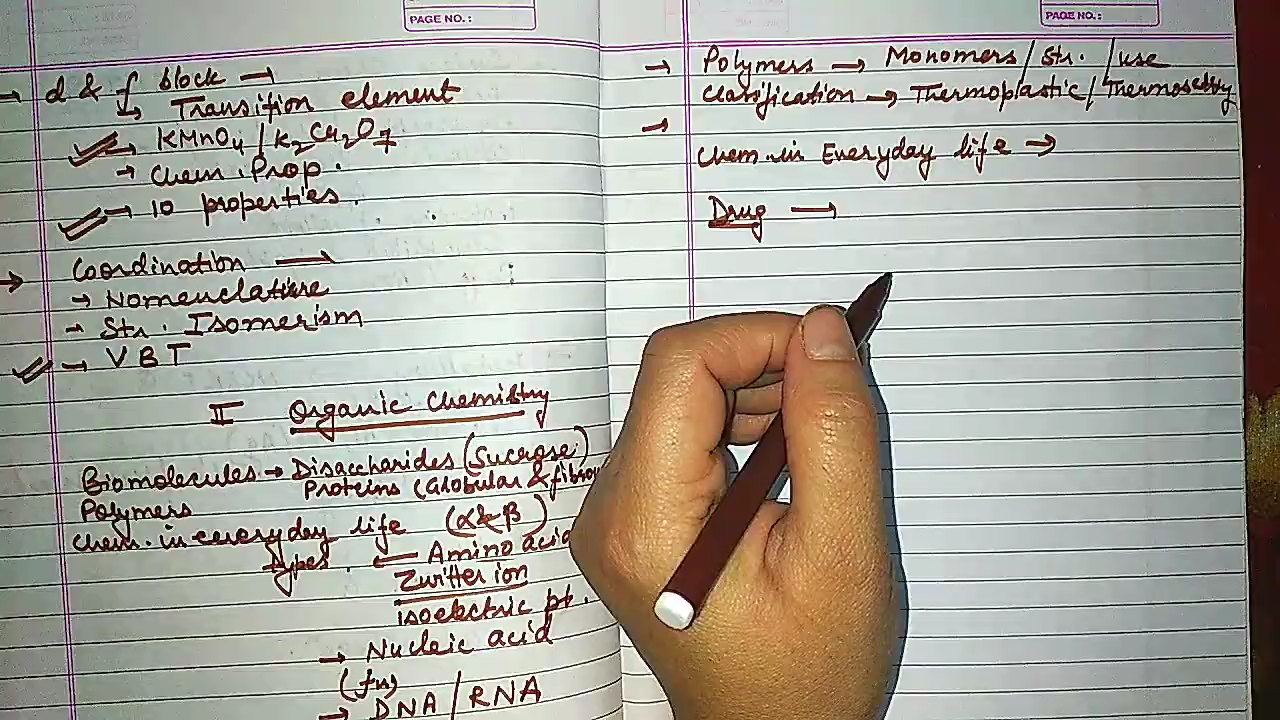 PAGE NO.:
→ d & f block →
↳ Transition element
→ KMnO4 / K2Cr2O7
→ Chem. Prop.
→ 10 properties.
→ Coordination →
→ Nomenclature
→ Str. Isomerism
→ VBT
II Organic Chemistry
Biomolecules → Disaccharides (Sucrose)
Proteins (Globular & fibrou
Polymers
Chem. in everyday life (α & β)
types. ← Amino acid
Zwitter ion
isoelectric pt.
→ Nucleic acid
(fn)
→ DNA / RNA
PAGE NO.:
→ Polymers → Monomers / Str. / use
Classification → Thermoplastic / Thermosetting
→
Chem. in Everyday life →
Drug →